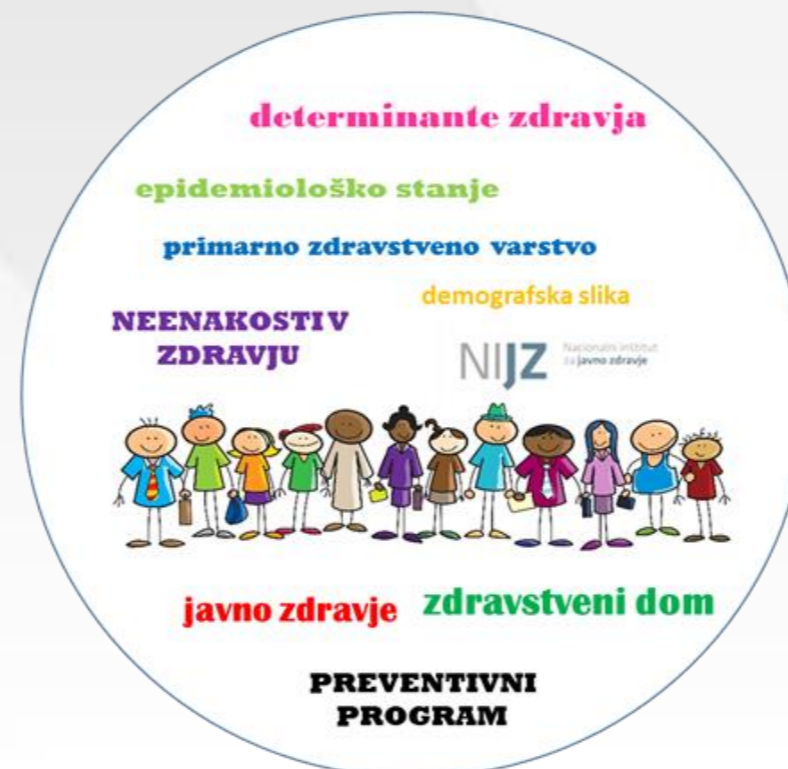 determinante zdravja
epidemiološko stanje
primarno zdravstveno varstvo
demografska slika
NEENAKOSTI V
ZDRAVJU
NIJZ
Nacionalni inštitut
za javno zdravje
javno zdravje
zdravstveni dom
PREVENTIVNI
PROGRAM